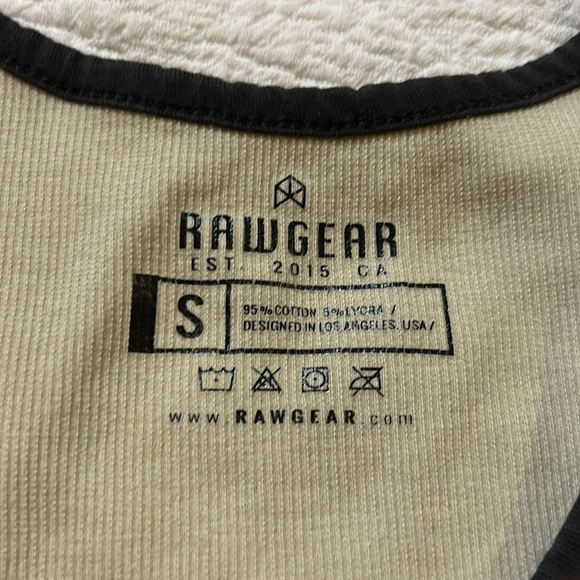 RAWGEAR
EST. 2015 CA
S
95% COTTON 5% LYCRA /
DESIGNED IN LOS ANGELES. USA /
www.RAWGEAR.com